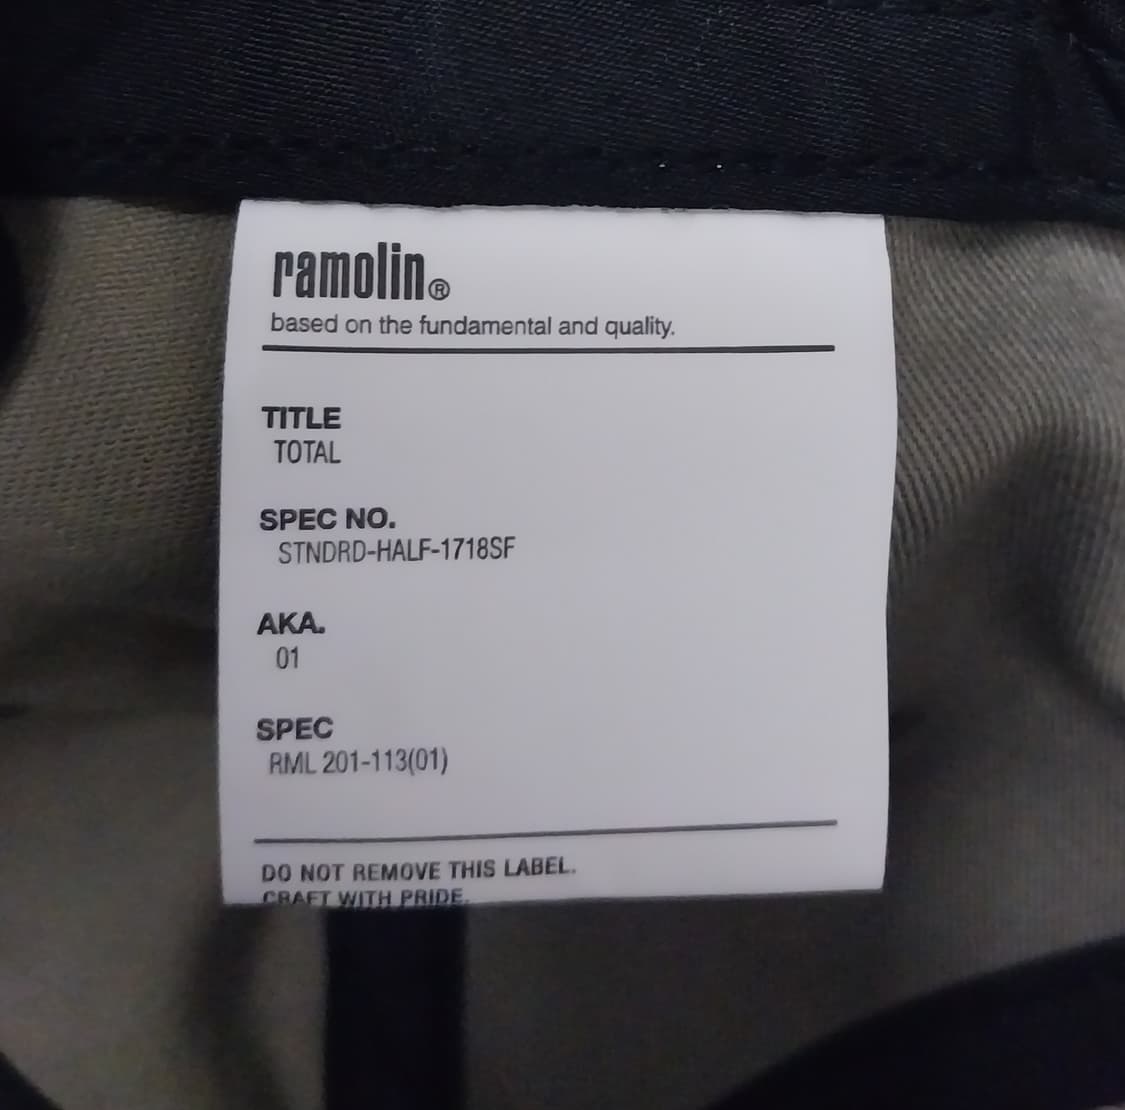 ramolin®
based on the fundamental and quality.
TITLE
TOTAL
SPEC NO.
STNDRD-HALF-1718SF
AKA.
01
SPEC
RML 201-113(01)
DO NOT REMOVE THIS LABEL.
CRAFT WITH PRIDE.